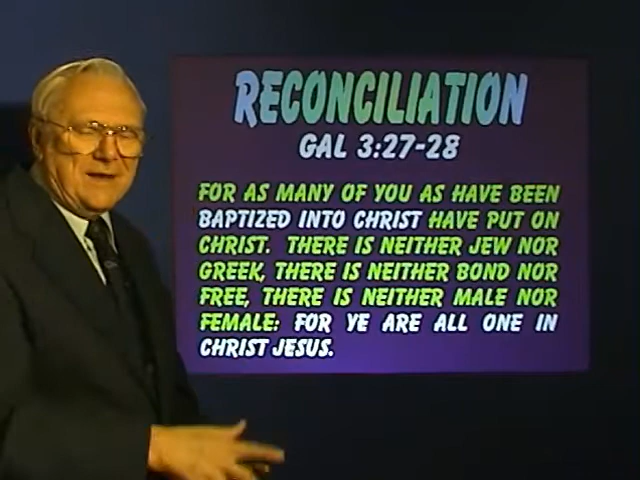 RECONCILIATION
GAL 3:27-28
FOR AS MANY OF YOU AS HAVE BEEN
BAPTIZED INTO CHRIST HAVE PUT ON
CHRIST. THERE IS NEITHER JEW NOR
GREEK, THERE IS NEITHER BOND NOR
FREE, THERE IS NEITHER MALE NOR
FEMALE: FOR YE ARE ALL ONE IN
CHRIST JESUS.